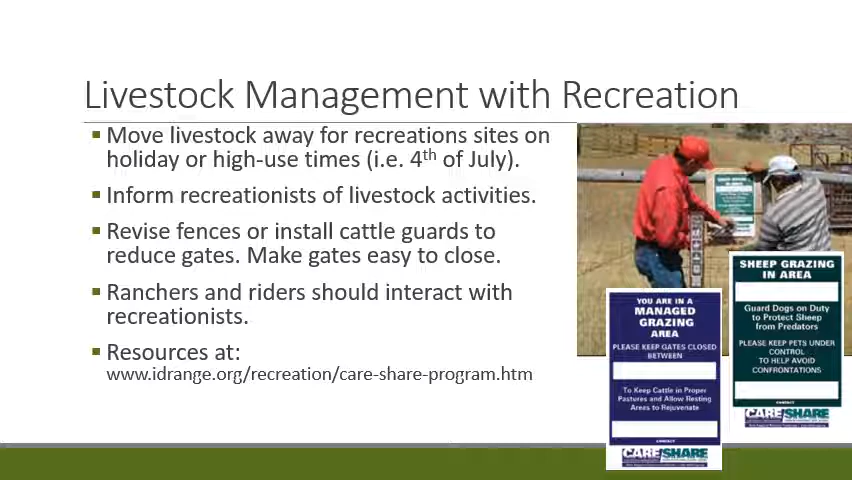 Livestock Management with Recreation
▪ Move livestock away for recreations sites on
holiday or high-use times (i.e. 4th of July).
▪ Inform recreationists of livestock activities.
▪ Revise fences or install cattle guards to
reduce gates. Make gates easy to close.
▪ Ranchers and riders should interact with
recreationists.
▪ Resources at:
www.idrange.org/recreation/care-share-program.htm
YOU ARE IN A
MANAGED
GRAZING
AREA
PLEASE KEEP GATES CLOSED
BETWEEN
To Keep Cattle in Proper
Pastures and Allow Resting
Areas to Rejuvenate
CONTACT
CARE/SHARE
SHEEP GRAZING
IN AREA
Guard Dogs on Duty
to Protect Sheep
from Predators
PLEASE KEEP PETS UNDER
CONTROL
TO HELP AVOID
CONFRONTATIONS
CONTACT
CARE/SHARE